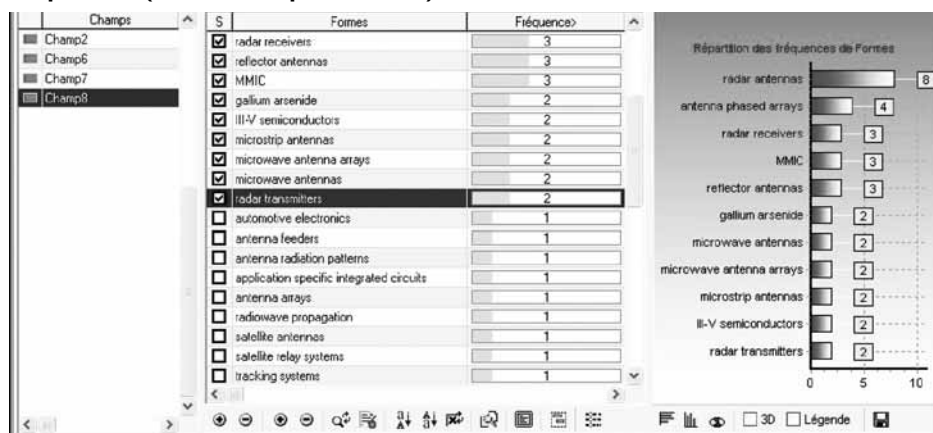 Champs
Champ2
Champ6
Champ7
Champ8
S Formes Fréquence>
radar receivers 3
reflector antennas 3
MMIC 3
gallium arsenide 2
III-V semiconductors 2
microstrip antennas 2
microwave antenna arrays 2
microwave antennas 2
radar transmitters 2
automotive electronics 1
antenna feeders 1
antenna radiation patterns 1
application specific integrated circuits 1
antenna arrays 1
radiowave propagation 1
satellite antennas 1
satellite relay systems 1
tracking systems 1
Répartition des fréquences de Formes
radar antennas 8
antenna phased arrays 4
radar receivers 3
MMIC 3
reflector antennas 3
gallium arsenide 2
microwave antennas 2
microwave antenna arrays 2
microstrip antennas 2
III-V semiconductors 2
radar transmitters 2
0 5 10
3D Légende